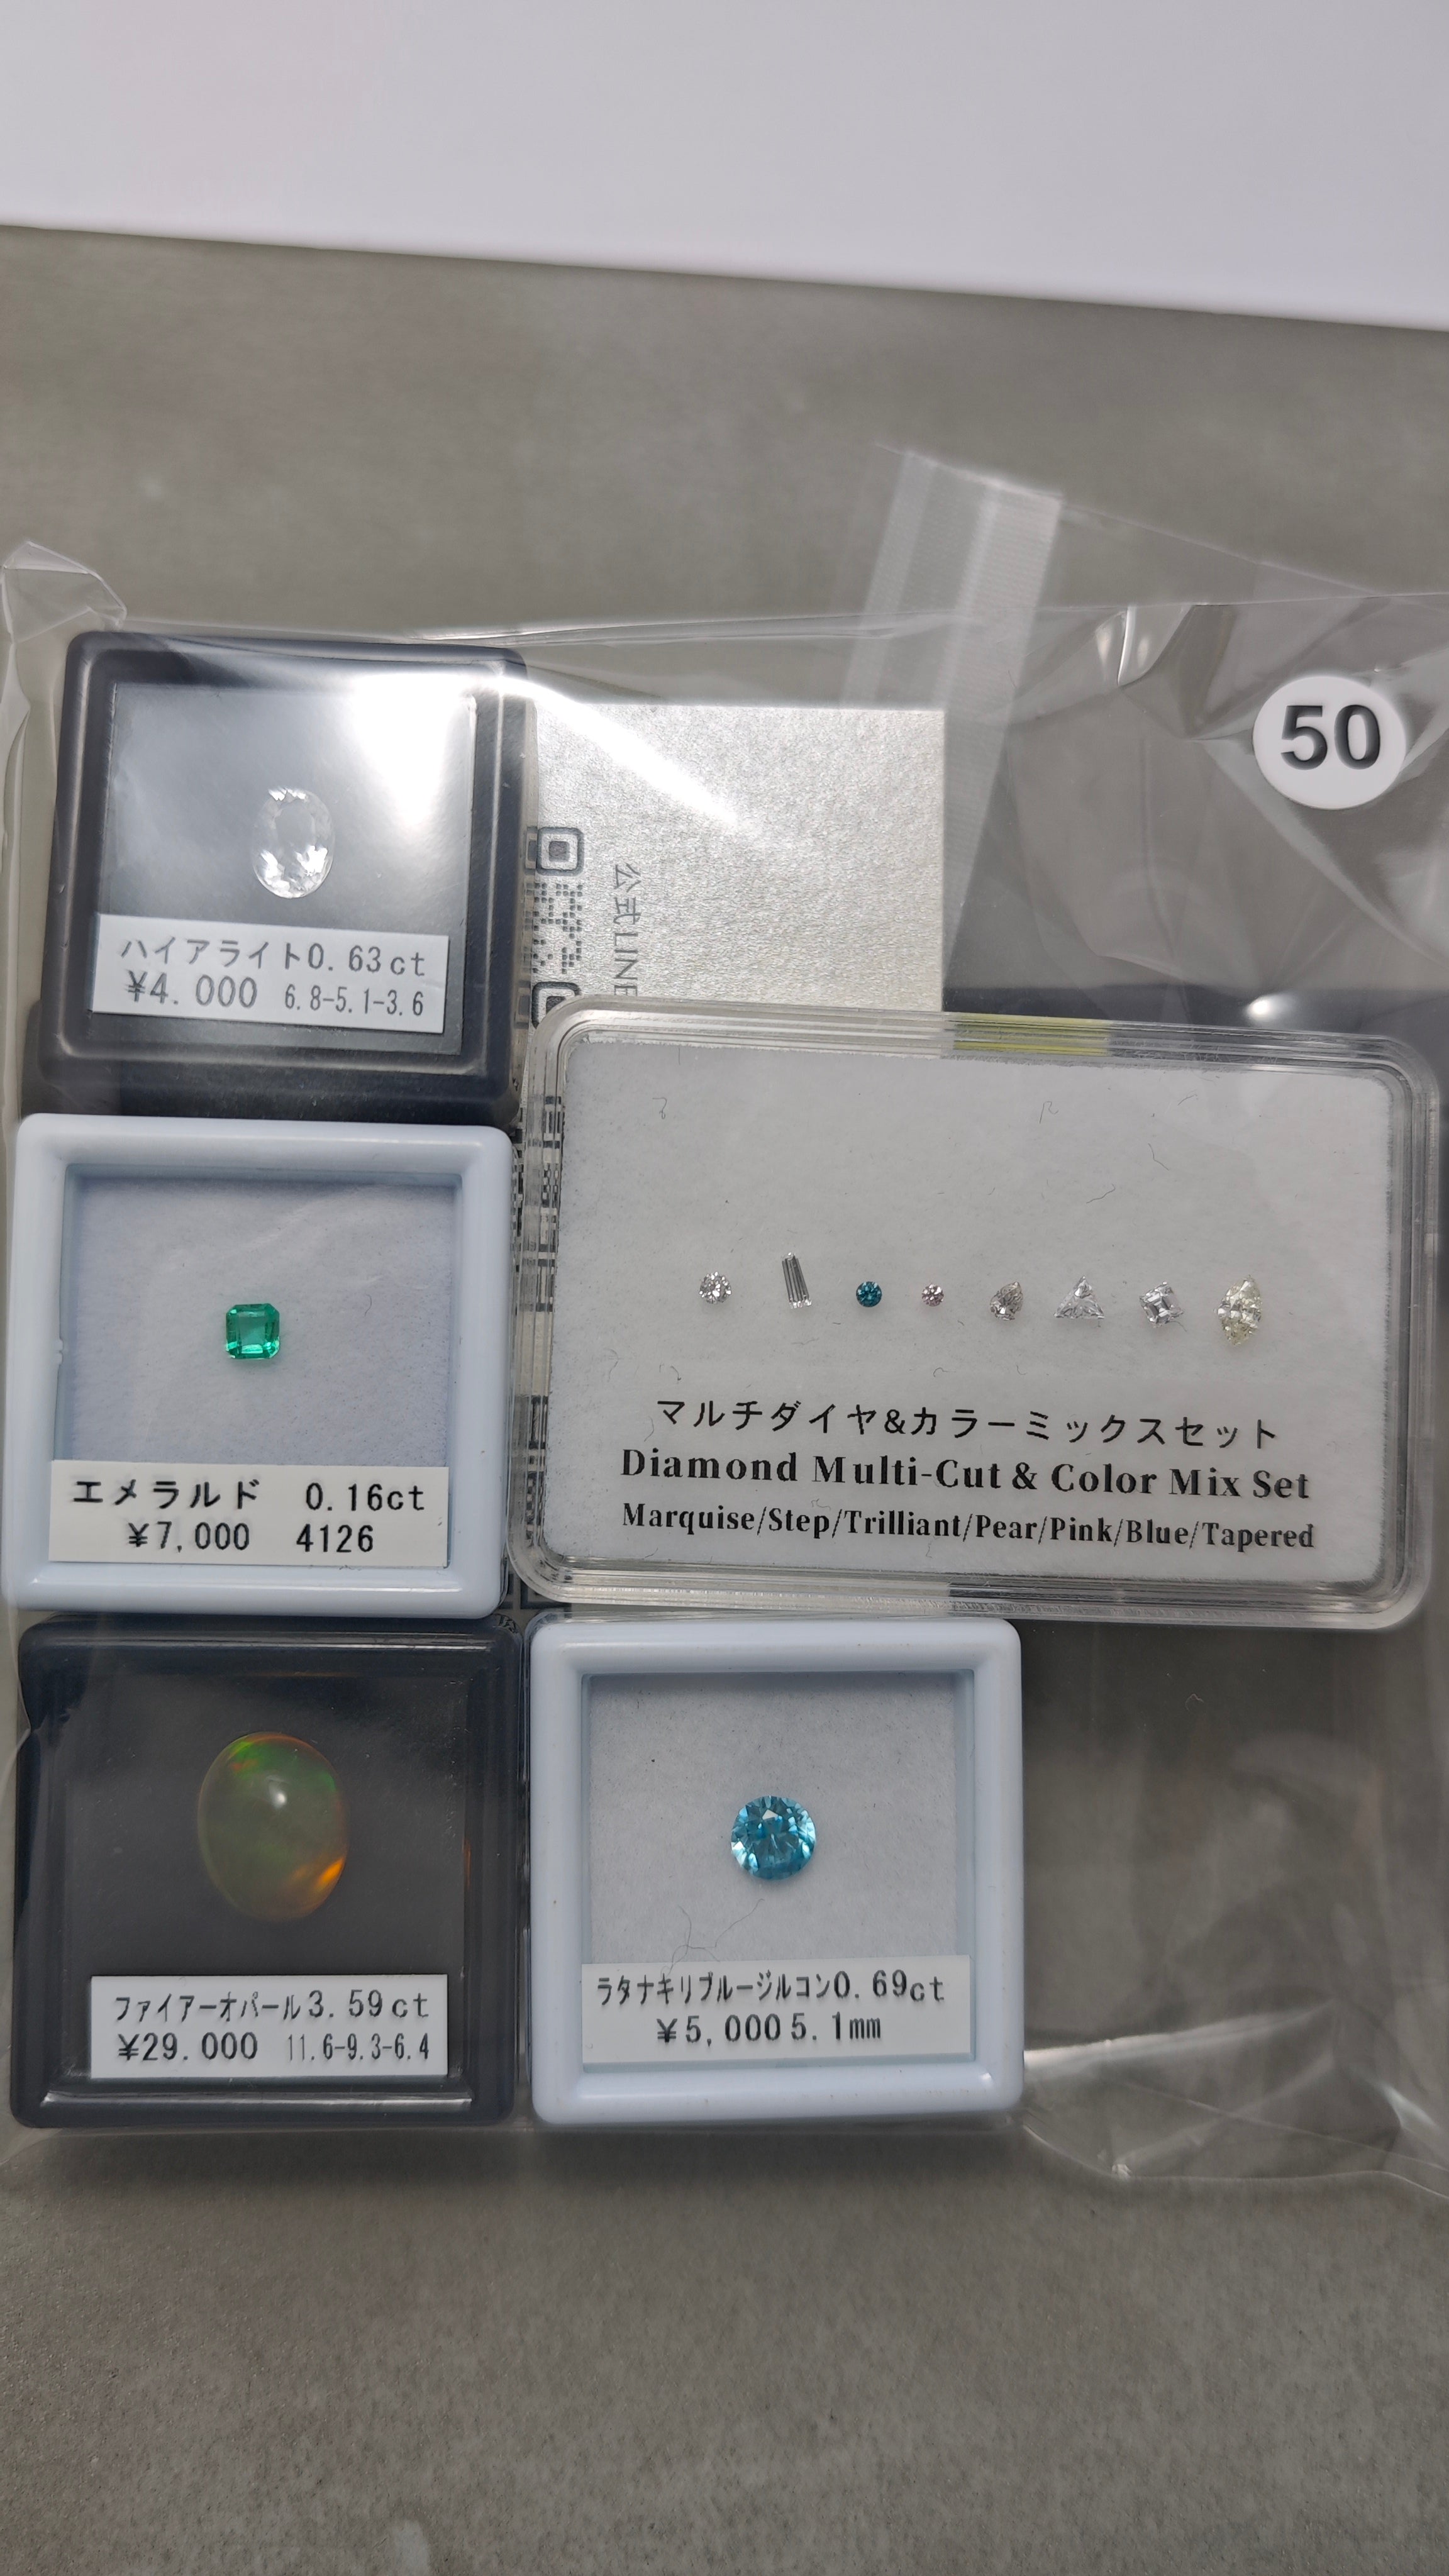 50
公式LINE
ハイアライト0.63ct
¥4.000 6.8-5.1-3.6
エメラルド 0.16ct
¥7,000 4126
マルチダイヤ&カラーミックスセット
Diamond Multi-Cut & Color Mix Set
Marquise/Step/Trilliant/Pear/Pink/Blue/Tapered
ファイアーオパール3.59ct
¥29.000 11.6-9.3-6.4
ラタナキリブルージルコン0.69ct
¥5,000 5.1mm